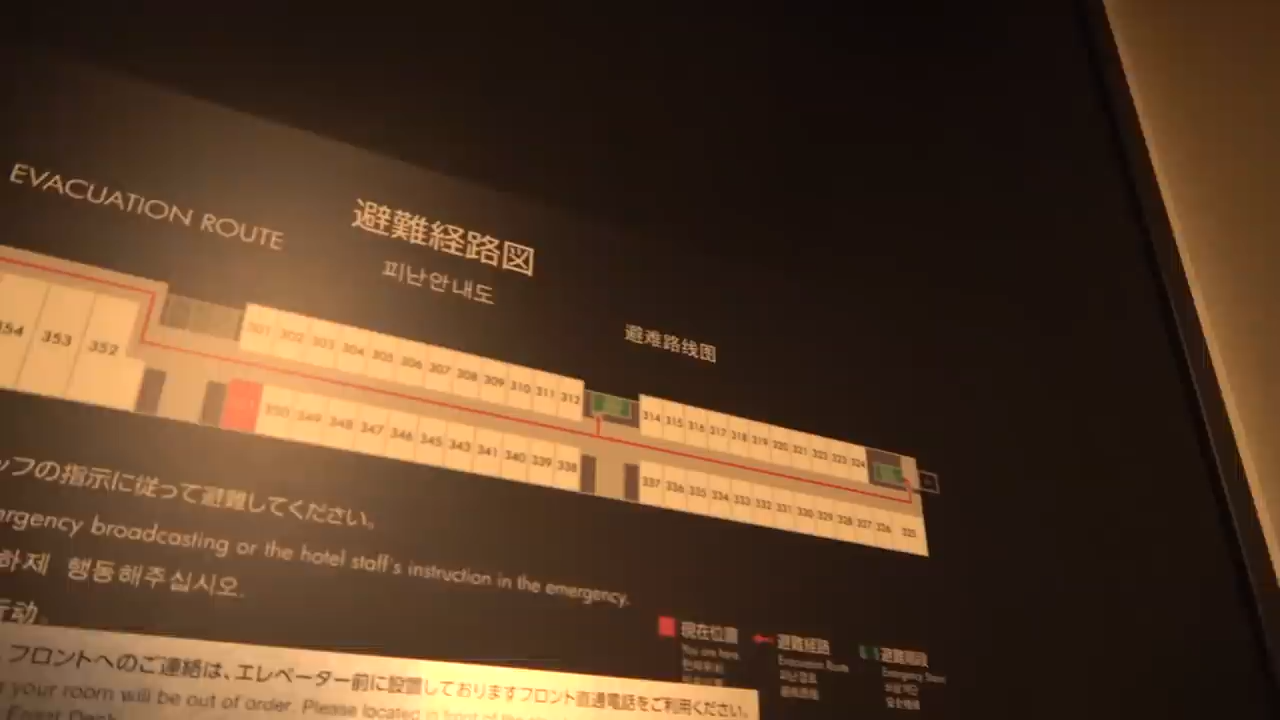 EVACUATION ROUTE
避難経路図
피난안내도
避难路线图
301 302 303 304 305 306 307 308 309 310 311 312
314 315 316 317 318 319 320 321 322 323 324
354 353 352
350 349 348 347 346 345 343 341 340 339 338
337 336 335 334 333 332 331 330 329 328 327 326 325
ッフの指示に従って避難してください。
ergency broadcasting or the hotel staff's instruction in the emergency.
하제 행동해주십시오.
行动。
現在位置
You are here
避難経路
Evacuation Route
피난경로
避難階段
Emergency Stairs
フロントへのご連絡は、エレベーター前に設置しておりますフロント直通電話をご利用ください。
your room will be out of order. Please located in front of the